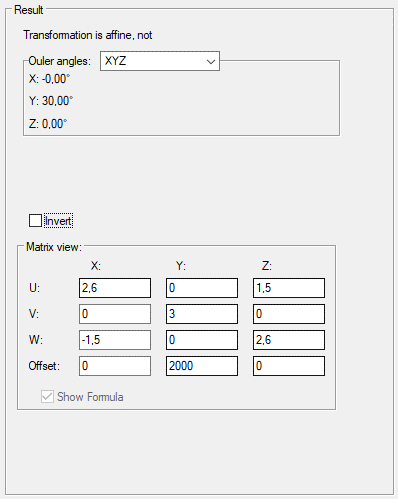 Result
Transfomation is affine, not
Ouler angles: XYZ
X: -0,00°
Y: 30,00°
Z: 0,00°
Invert
Matrix view:
X: Y: Z:
U: 2,6 0 1,5
V: 0 3 0
W: -1,5 0 2,6
Offset: 0 2000 0
Show Formula